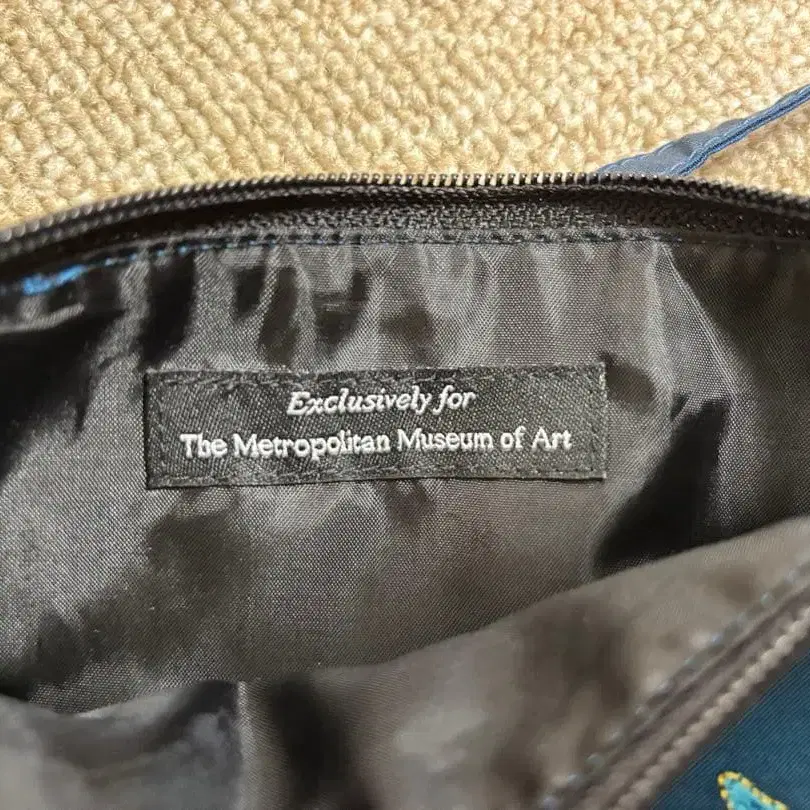 Exclusively for
The Metropolitan Museum of Art